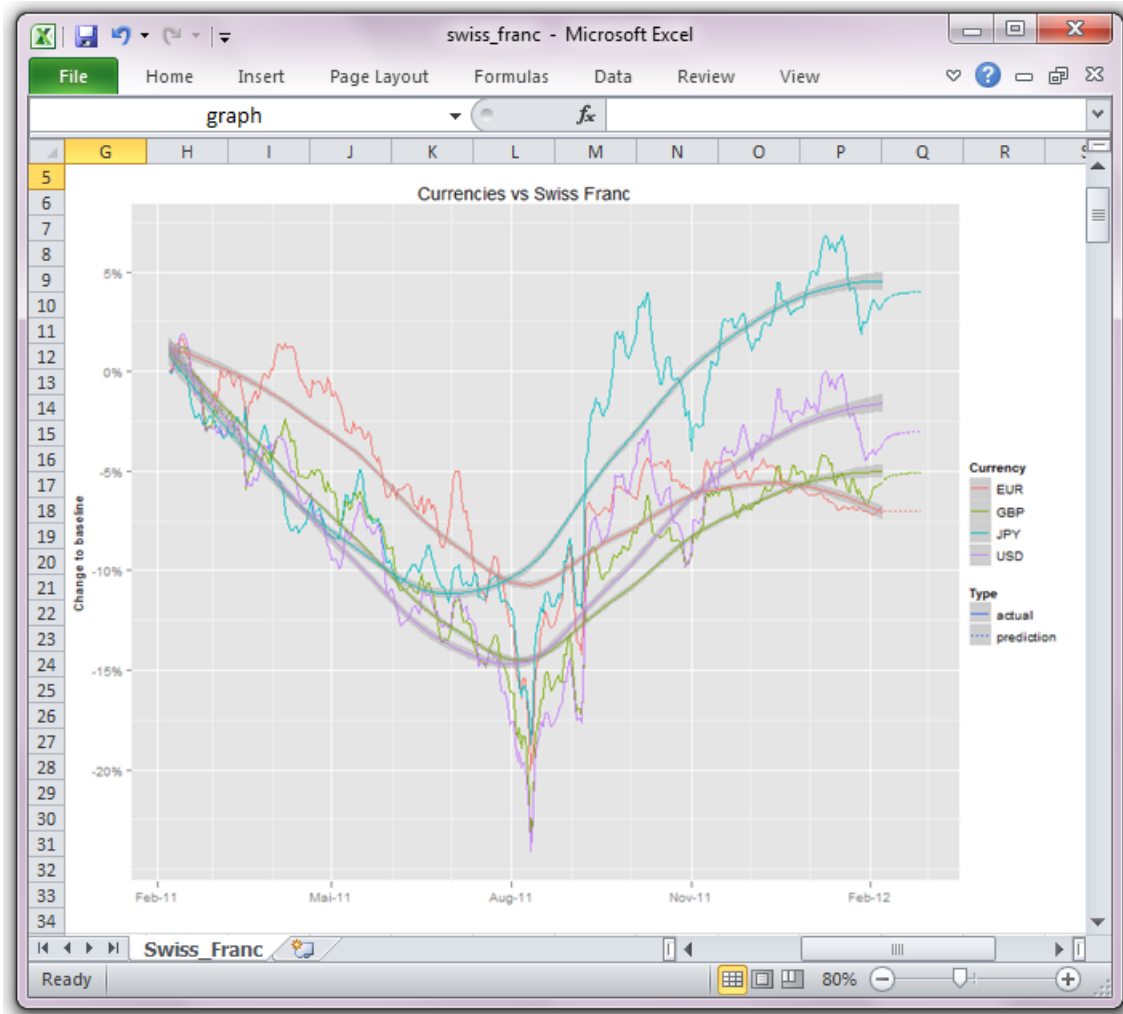 swiss_franc - Microsoft Excel
File Home Insert Page Layout Formulas Data Review View
graph fx
G H I J K L M N O P Q R
5
6
7
8
9
10
11
12
13
14
15
16
17
18
19
20
21
22
23
24
25
26
27
28
29
30
31
32
33
34
Currencies vs Swiss Franc
5%
0%
-5%
-10%
-15%
-20%
Change to baseline
Feb-11 Mai-11 Aug-11 Nov-11 Feb-12
Currency
EUR
GBP
JPY
USD
Type
actual
prediction
Swiss_Franc
Ready 80%